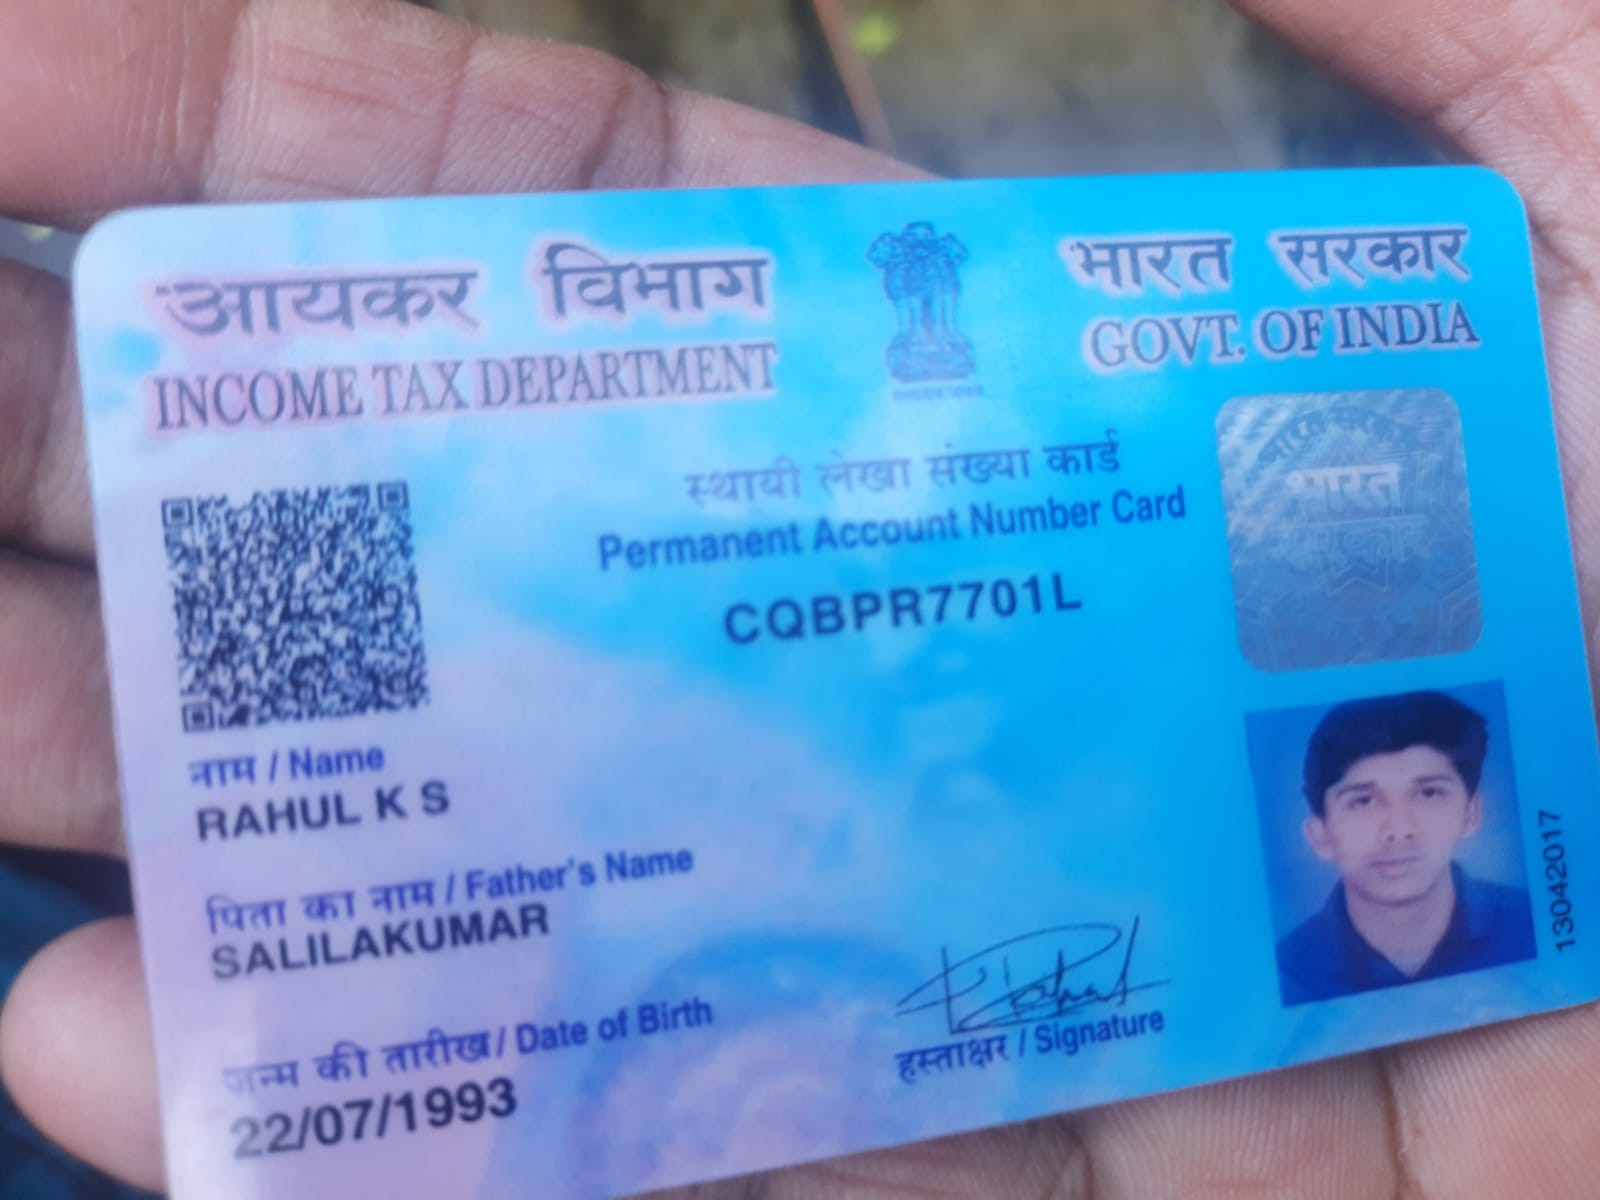 आयकर विभाग
INCOME TAX DEPARTMENT
भारत सरकार
GOVT. OF INDIA
स्थायी लेखा संख्या कार्ड
Permanent Account Number Card
CQBPR7701L
भारत
नाम / Name
RAHUL K S
पिता का नाम / Father's Name
SALILAKUMAR
जन्म की तारीख / Date of Birth
22/07/1993
हस्ताक्षर / Signature
13042017